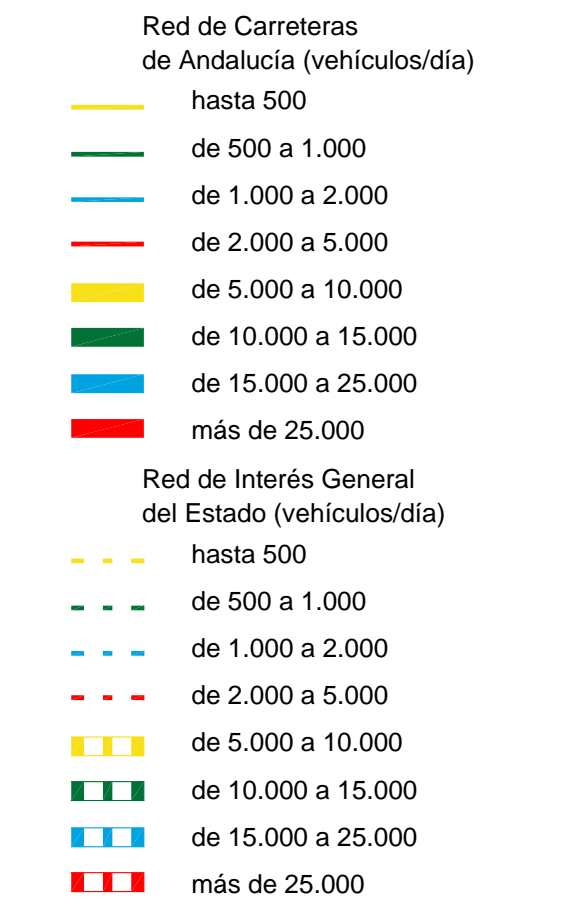 Red de Carreteras
de Andalucía (vehículos/día)
hasta 500
de 500 a 1.000
de 1.000 a 2.000
de 2.000 a 5.000
de 5.000 a 10.000
de 10.000 a 15.000
de 15.000 a 25.000
más de 25.000
Red de Interés General
del Estado (vehículos/día)
hasta 500
de 500 a 1.000
de 1.000 a 2.000
de 2.000 a 5.000
de 5.000 a 10.000
de 10.000 a 15.000
de 15.000 a 25.000
más de 25.000